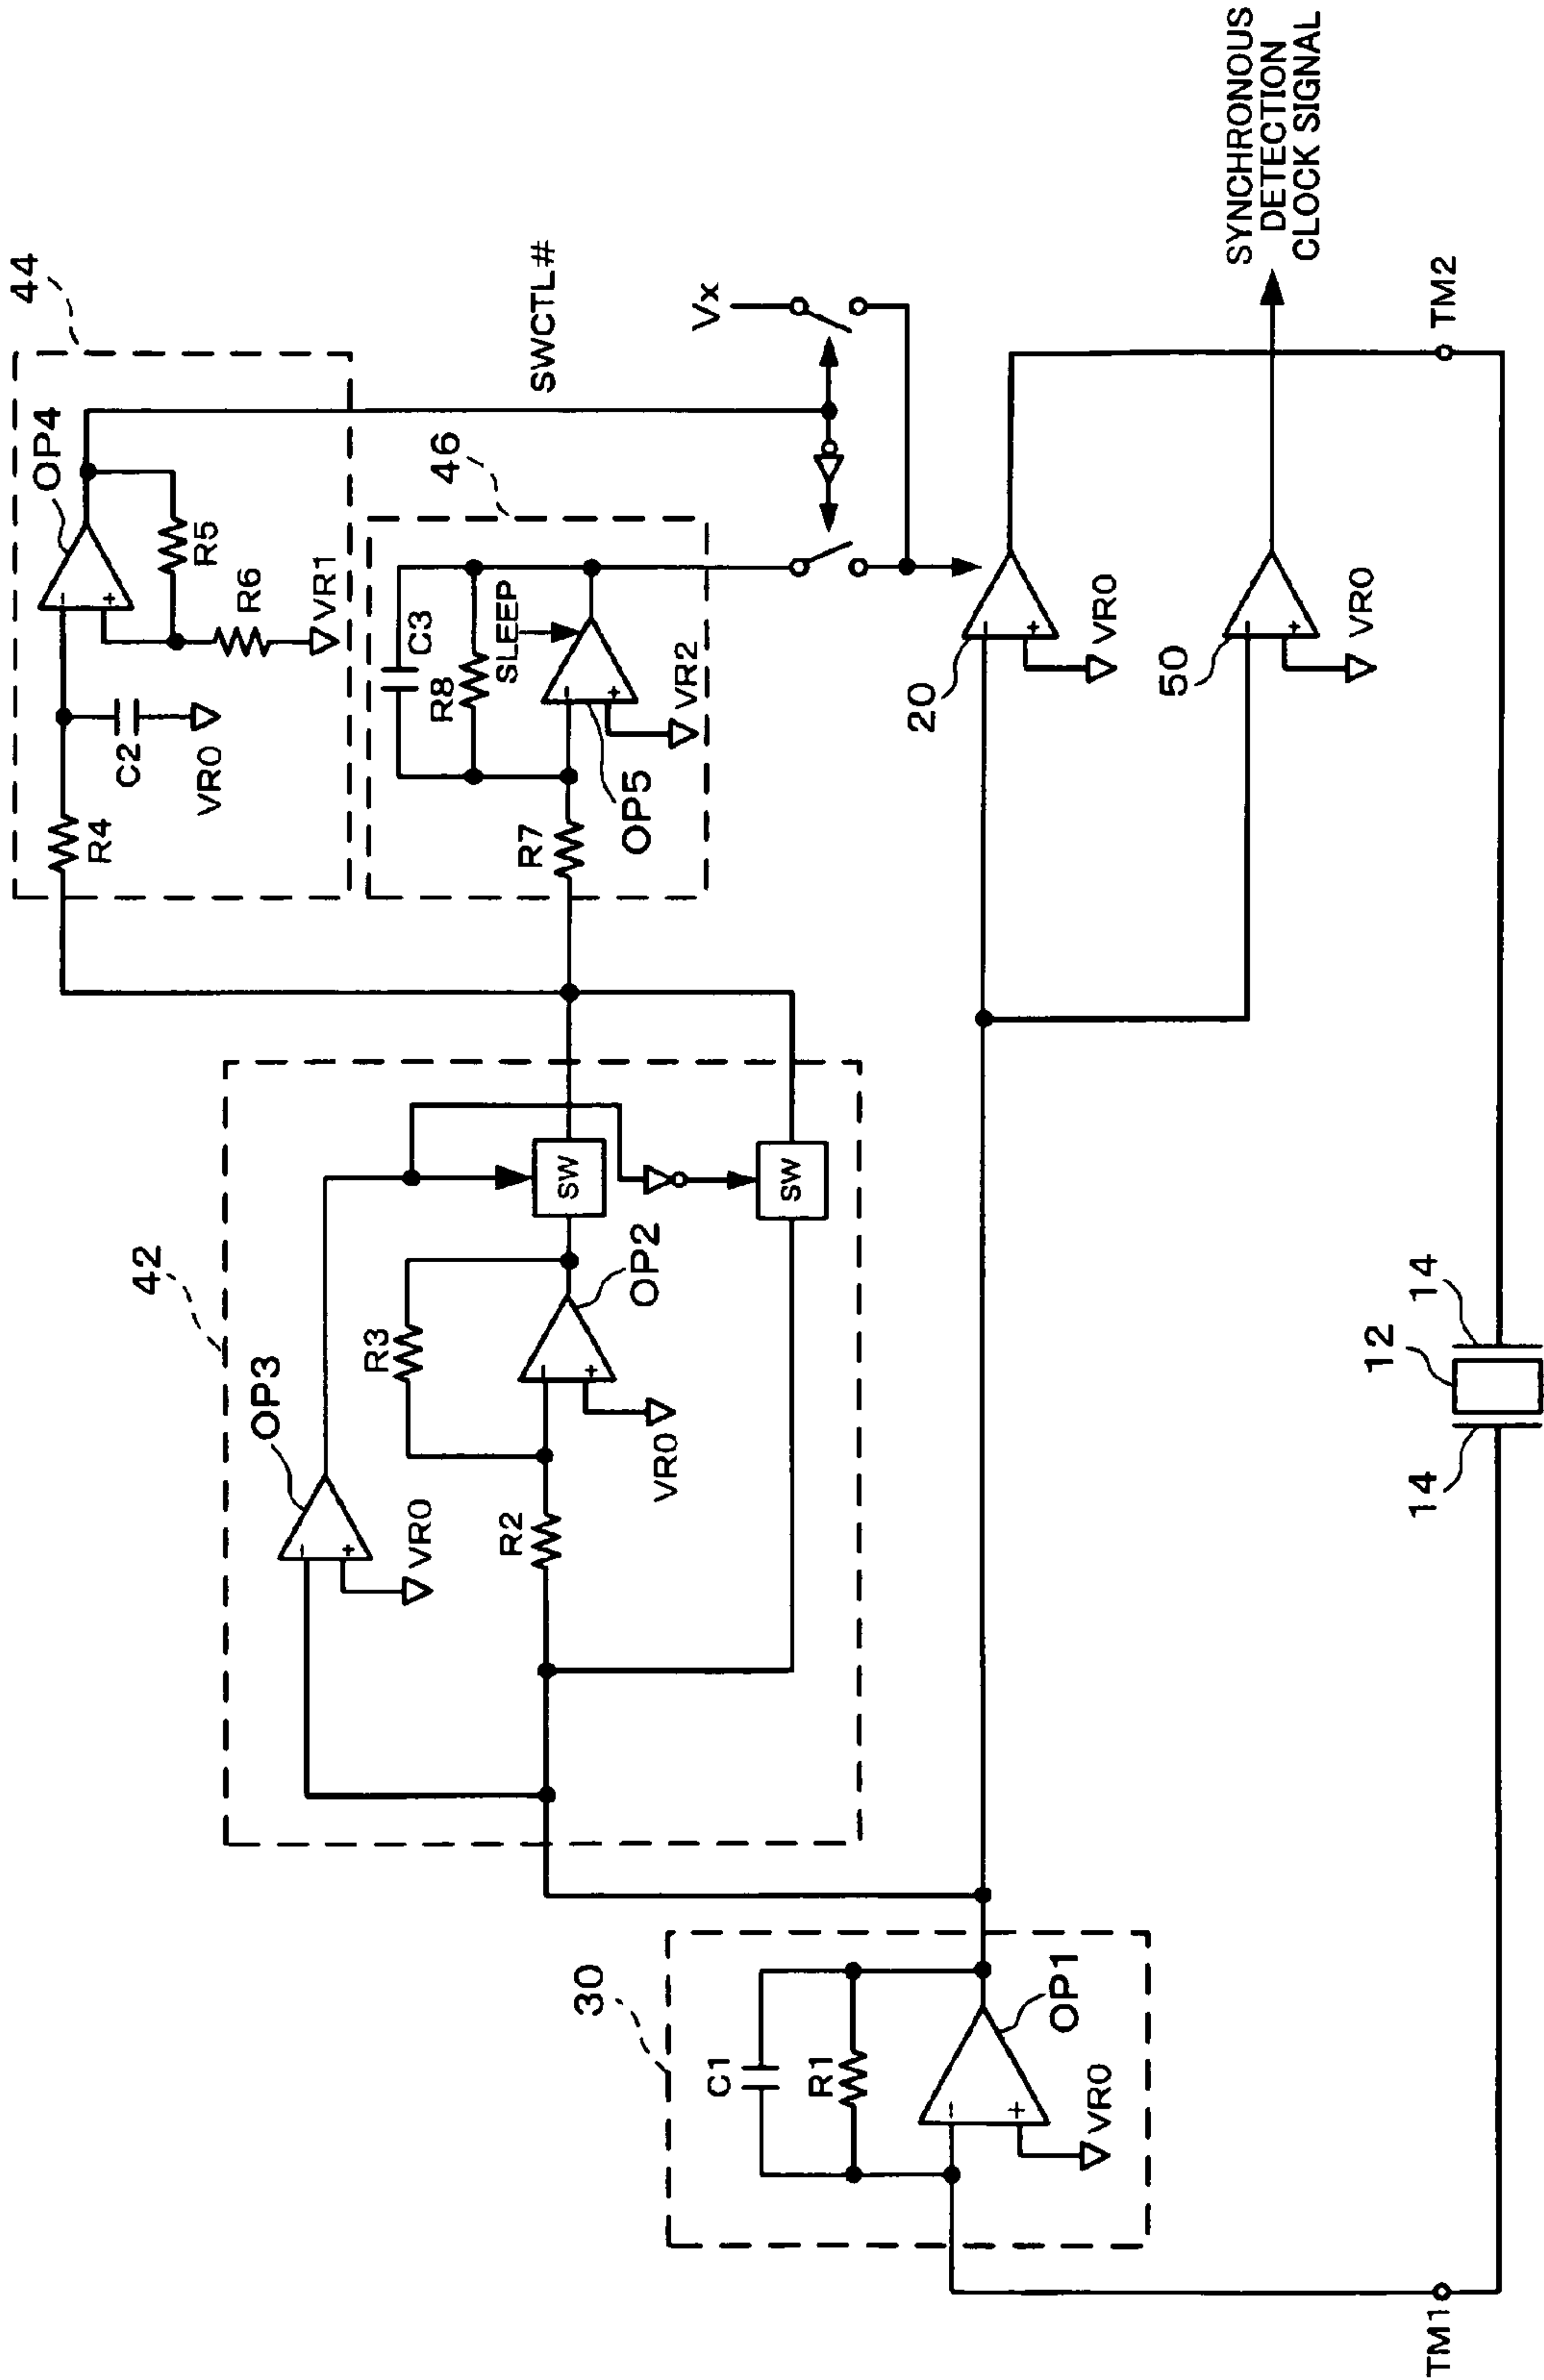 44
OP4
R5
R6
VR1
R4
C2
VR0
SWCTL#
Vx
46
C3
R8
SLEEP
VR2
R7
OP5
42
OP3
VR0
R3
R2
OP2
VR0
SW
SW
20
VR0
50
VR0
SYNCHRONOUS
DETECTION
CLOCK SIGNAL
30
C1
R1
OP1
VR0
TM1
TM2
14
12
14